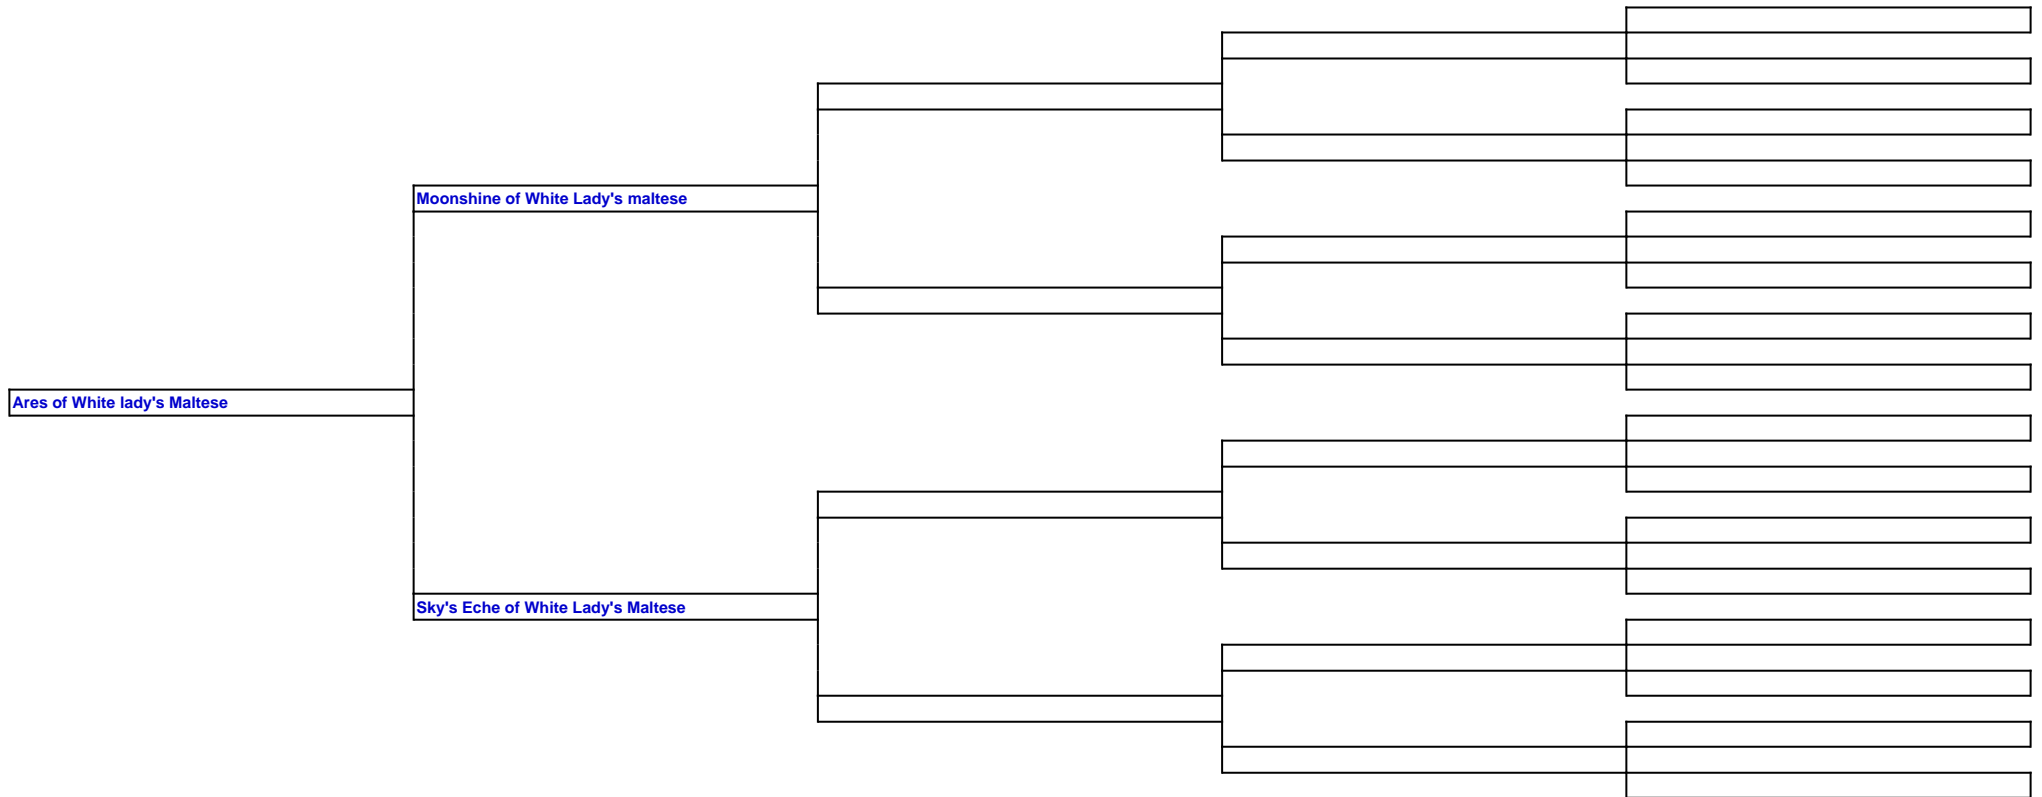 Moonshine of White Lady's maltese
Ares of White lady's Maltese
Sky's Eche of White Lady's Maltese